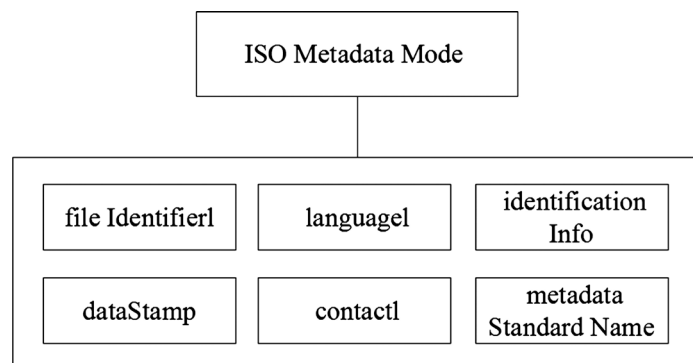 ISO Metadata Mode
file Identifierl
languagel
identification
Info
dataStamp
contactl
metadata
Standard Name